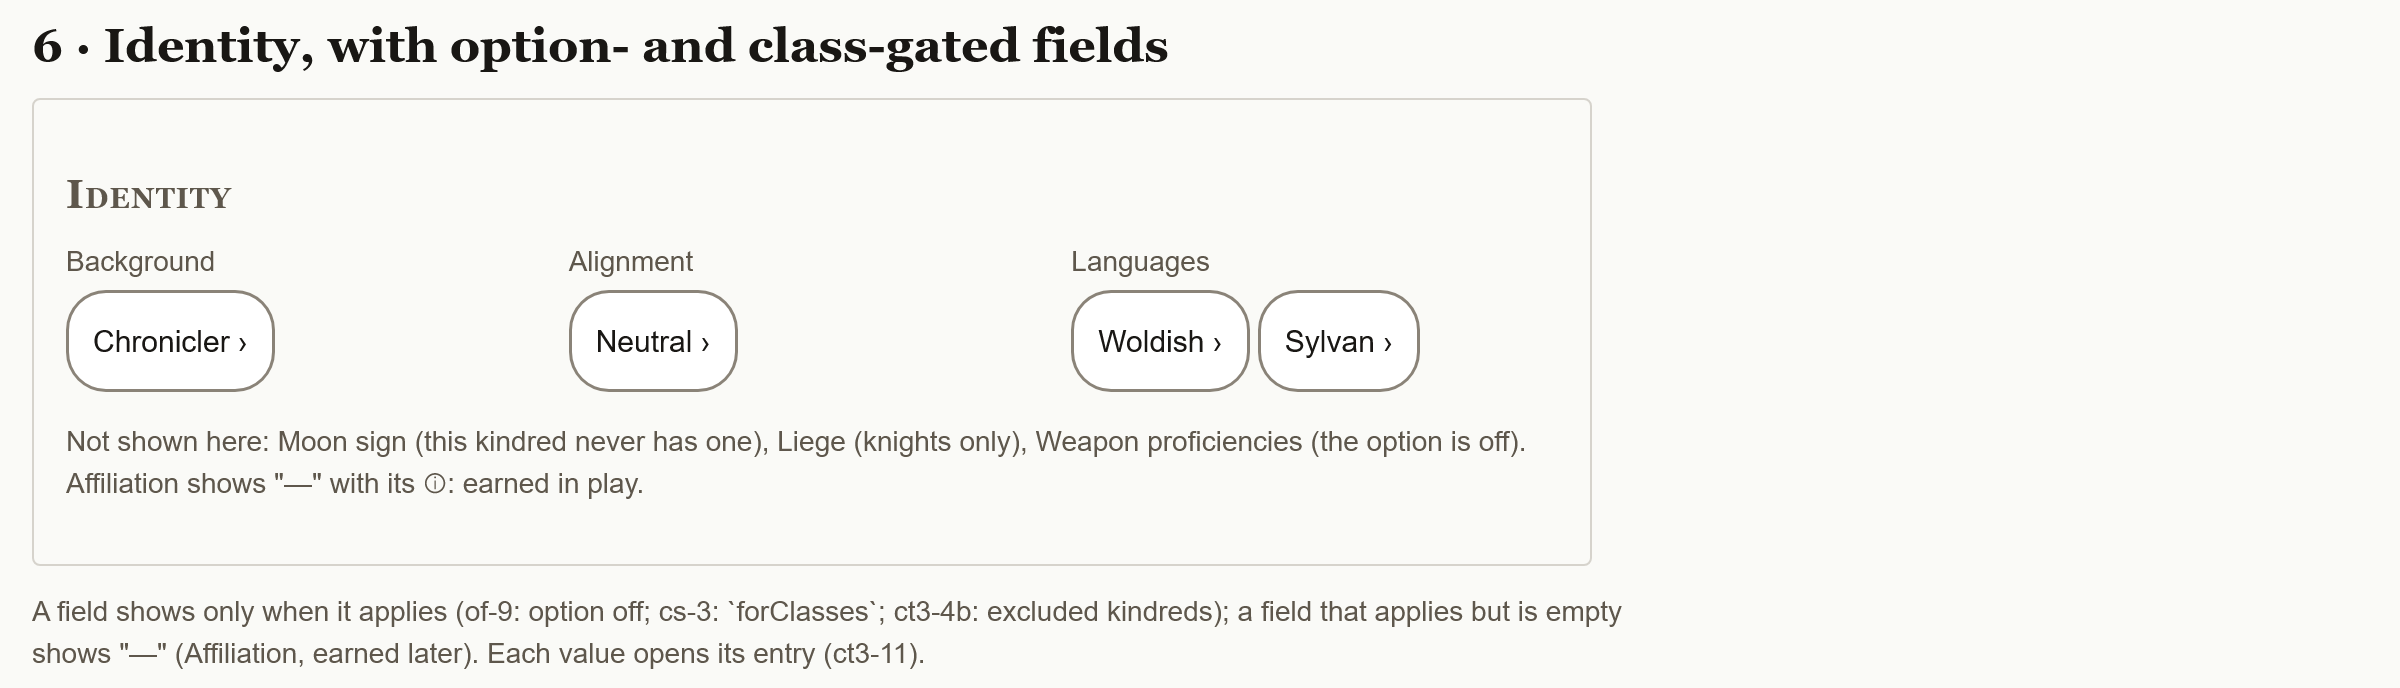 6 · Identity, with option- and class-gated fields
Identity
Background Alignment Languages
Chronicler › Neutral › Woldish › Sylvan ›
Not shown here: Moon sign (this kindred never has one), Liege (knights only), Weapon proficiencies (the option is off).
Affiliation shows "—" with its ⓘ: earned in play.
A field shows only when it applies (of-9: option off; cs-3: `forClasses`; ct3-4b: excluded kindreds); a field that applies but is empty
shows "—" (Affiliation, earned later). Each value opens its entry (ct3-11).